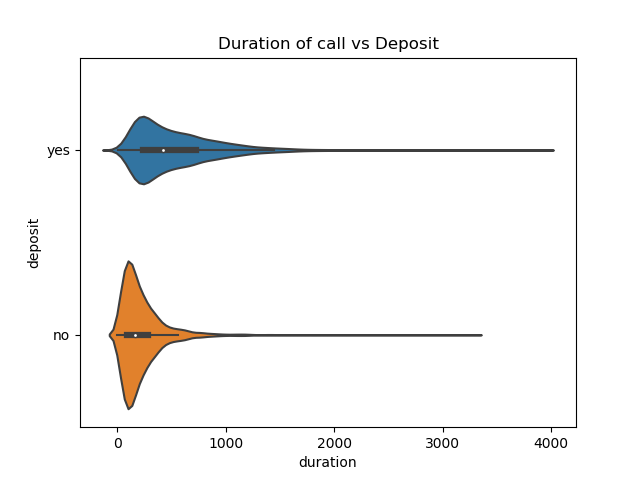 Duration of call vs Deposit
yes
deposit
no
0 1000 2000 3000 4000
duration